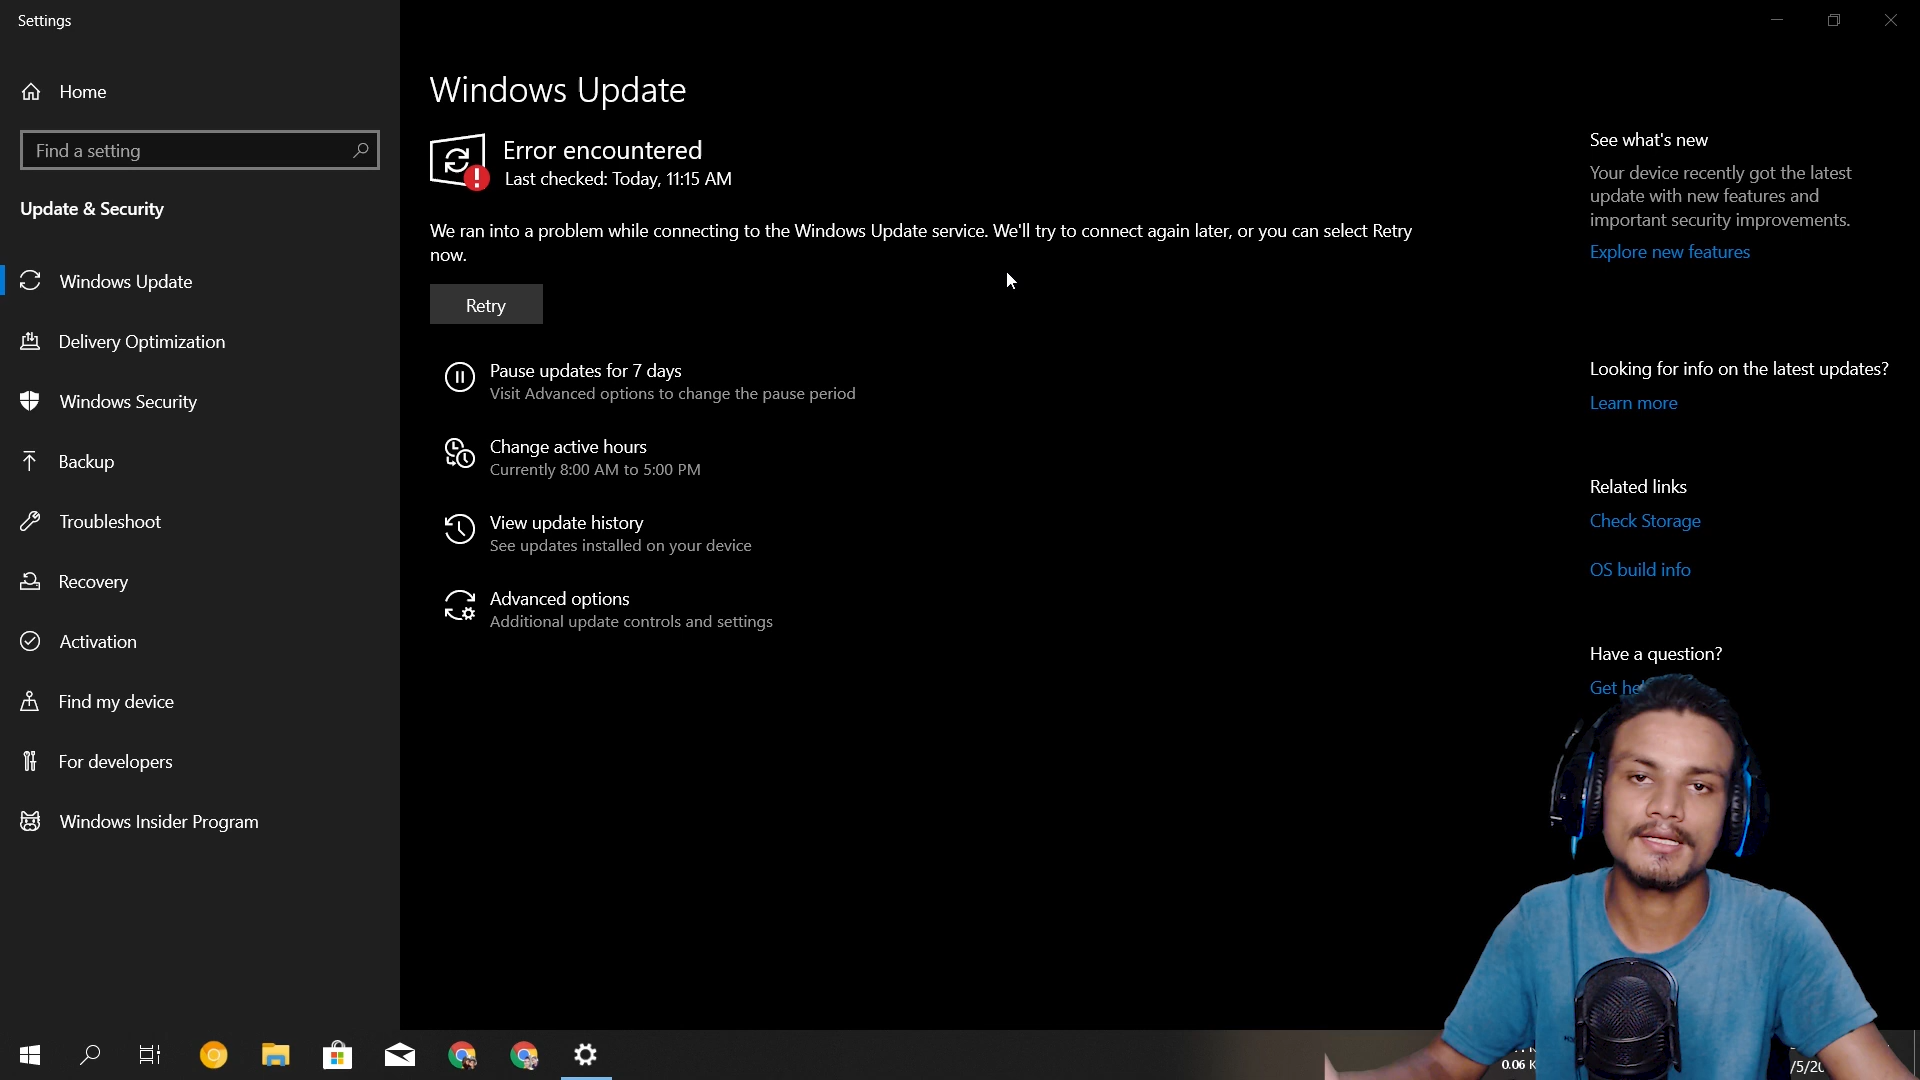 Settings
Home
Find a setting
Update & Security
Windows Update
Delivery Optimization
Windows Security
Backup
Troubleshoot
Recovery
Activation
Find my device
For developers
Windows Insider Program
Windows Update
Error encountered
Last checked: Today, 11:15 AM
We ran into a problem while connecting to the Windows Update service. We'll try to connect again later, or you can select Retry
now.
Retry
Pause updates for 7 days
Visit Advanced options to change the pause period
Change active hours
Currently 8:00 AM to 5:00 PM
View update history
See updates installed on your device
Advanced options
Additional update controls and settings
See what's new
Your device recently got the latest
update with new features and
important security improvements.
Explore new features
Looking for info on the latest updates?
Learn more
Related links
Check Storage
OS build info
Have a question?
Get
0.06